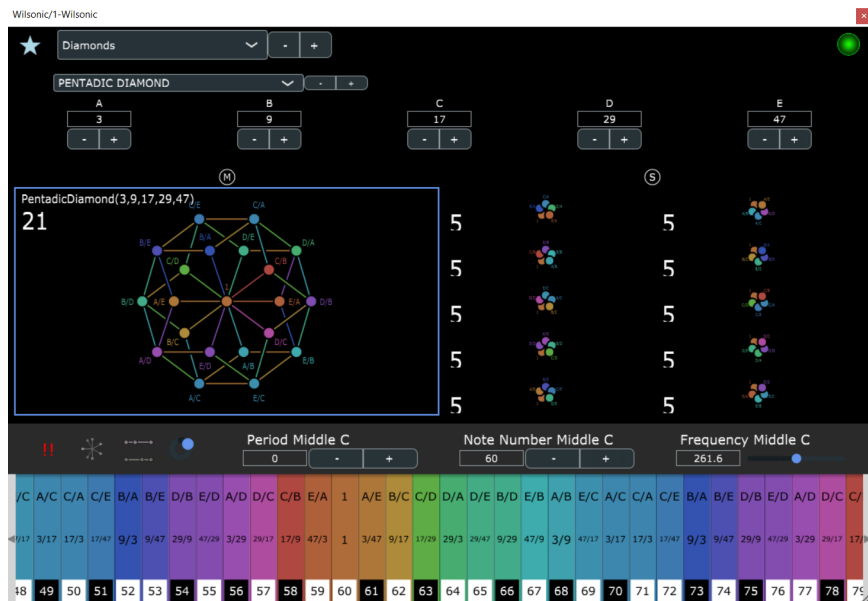 Wilsonic/1-Wilsonic
Diamonds
- +
PENTADIC DIAMOND
- +
A B C D E
3 9 17 29 47
- + - + - + - + - +
M S
PentadicDiamond(3,9,17,29,47)
21
C/E C/A
B/E B/A D/E D/A
C/D C/B
1
B/D A/E E/A D/B
B/C D/C
A/D E/D A/B E/B
A/C E/C
5 5
5 5
5 5
5 5
5 5
!!
Period Middle C Note Number Middle C Frequency Middle C
0 - + 60 - + 261.6
/C A/C C/A C/E B/A B/E D/B E/D A/D D/C C/B E/A 1 A/E B/C C/D D/A D/E B/D E/B A/B E/C A/C C/A C/E B/A B/E D/B E/D A/D D/C C/
/17 3/17 17/3 17/47 9/3 9/47 29/9 47/29 3/29 29/17 17/9 47/3 1 3/47 9/17 17/29 29/3 29/47 9/29 47/9 3/9 47/17 3/17 17/3 17/47 9/3 9/47 29/9 47/29 3/29 29/17 17/
48 49 50 51 52 53 54 55 56 57 58 59 60 61 62 63 64 65 66 67 68 69 70 71 72 73 74 75 76 77 78